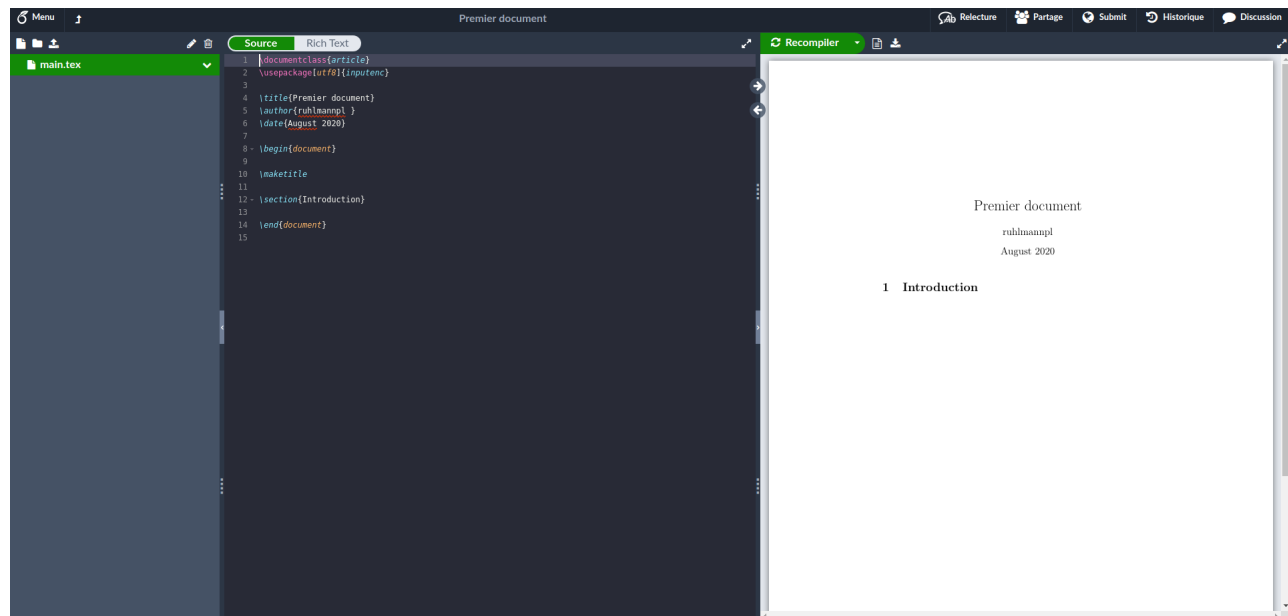 Menu
Premier document
Relecture Partage Submit Historique Discussion
Source Rich Text
Recompiler
main.tex
1 \documentclass{article}
2 \usepackage[utf8]{inputenc}
3
4 \title{Premier document}
5 \author{ruhlmannpl }
6 \date{August 2020}
7
8 \begin{document}
9
10 \maketitle
11
12 \section{Introduction}
13
14 \end{document}
15
Premier document
ruhlmannpl
August 2020
1 Introduction